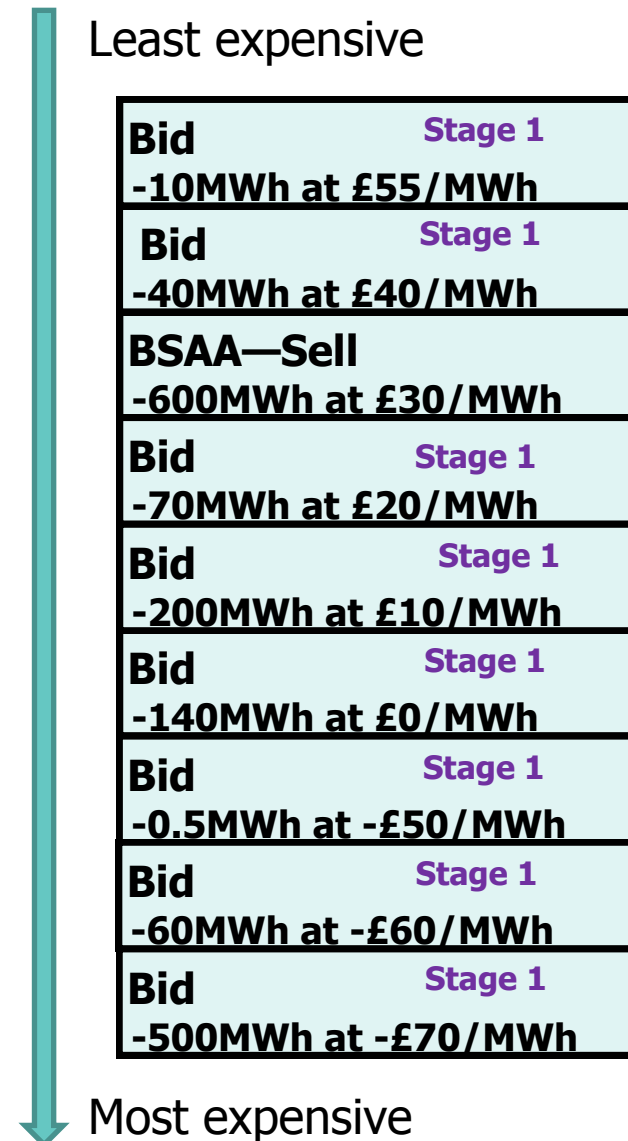 Least expensive
Bid Stage 1
-10MWh at £55/MWh
Bid Stage 1
-40MWh at £40/MWh
BSAA—Sell
-600MWh at £30/MWh
Bid Stage 1
-70MWh at £20/MWh
Bid Stage 1
-200MWh at £10/MWh
Bid Stage 1
-140MWh at £0/MWh
Bid Stage 1
-0.5MWh at -£50/MWh
Bid Stage 1
-60MWh at -£60/MWh
Bid Stage 1
-500MWh at -£70/MWh
Most expensive